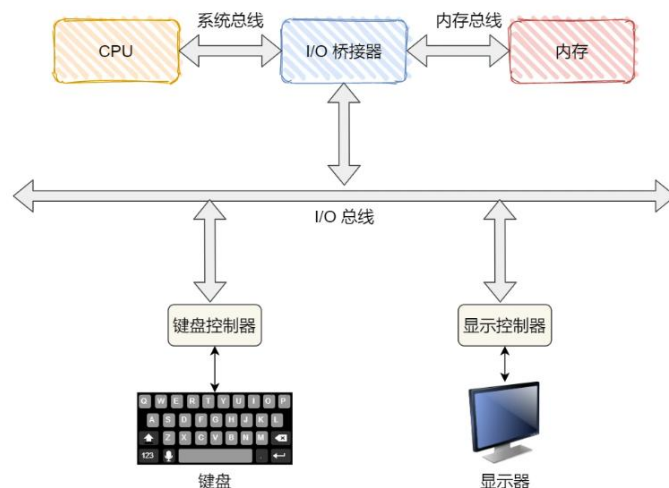 系统总线
内存总线
CPU
I/O 桥接器
内存
I/O 总线
键盘控制器
显示控制器
Q W E R T Y U I O P
A S D F G H J K L
Z X C V B N M
123 .
键盘
显示器